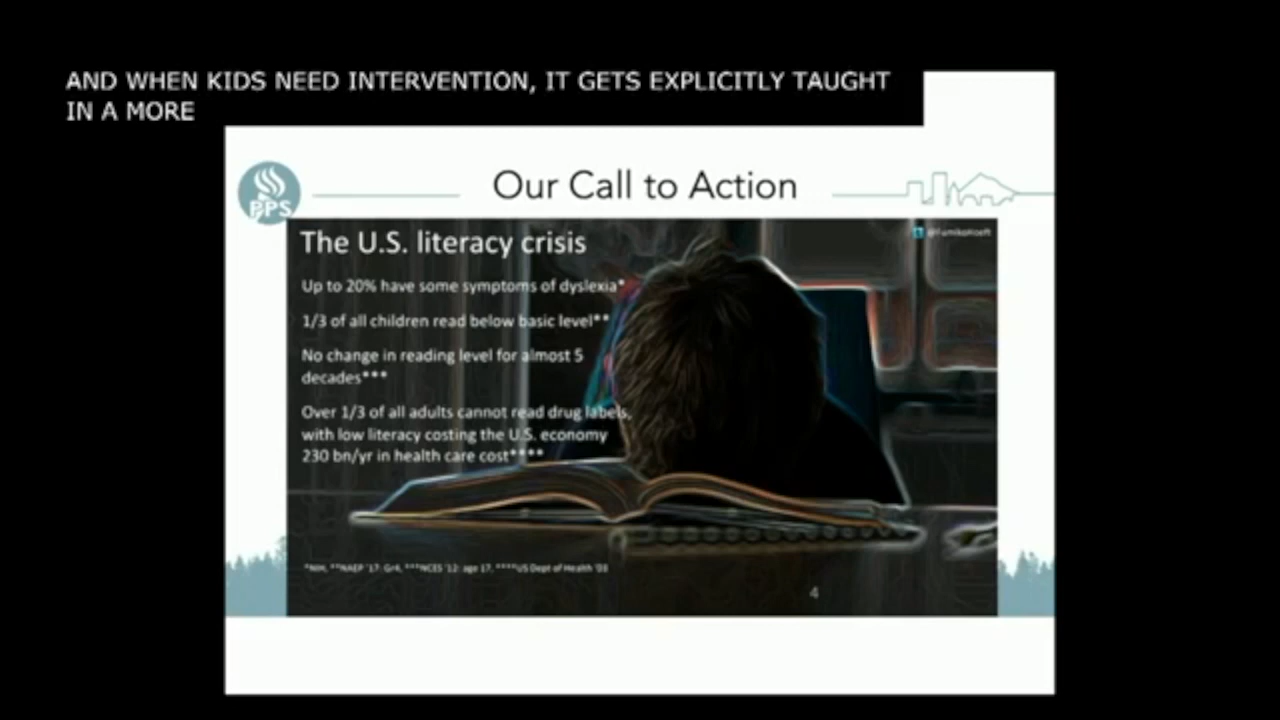 AND WHEN KIDS NEED INTERVENTION, IT GETS EXPLICITLY TAUGHT
IN A MORE
PPS
Our Call to Action
The U.S. literacy crisis
@FumikoHoeft
Up to 20% have some symptoms of dyslexia*
1/3 of all children read below basic level**
No change in reading level for almost 5
decades***
Over 1/3 of all adults cannot read drug labels,
with low literacy costing the U.S. economy
230 bn/yr in health care cost****
*NIH, **NAEP '17: Gr4, ***NCES '12: age 17, ****US Dept of Health '03
4